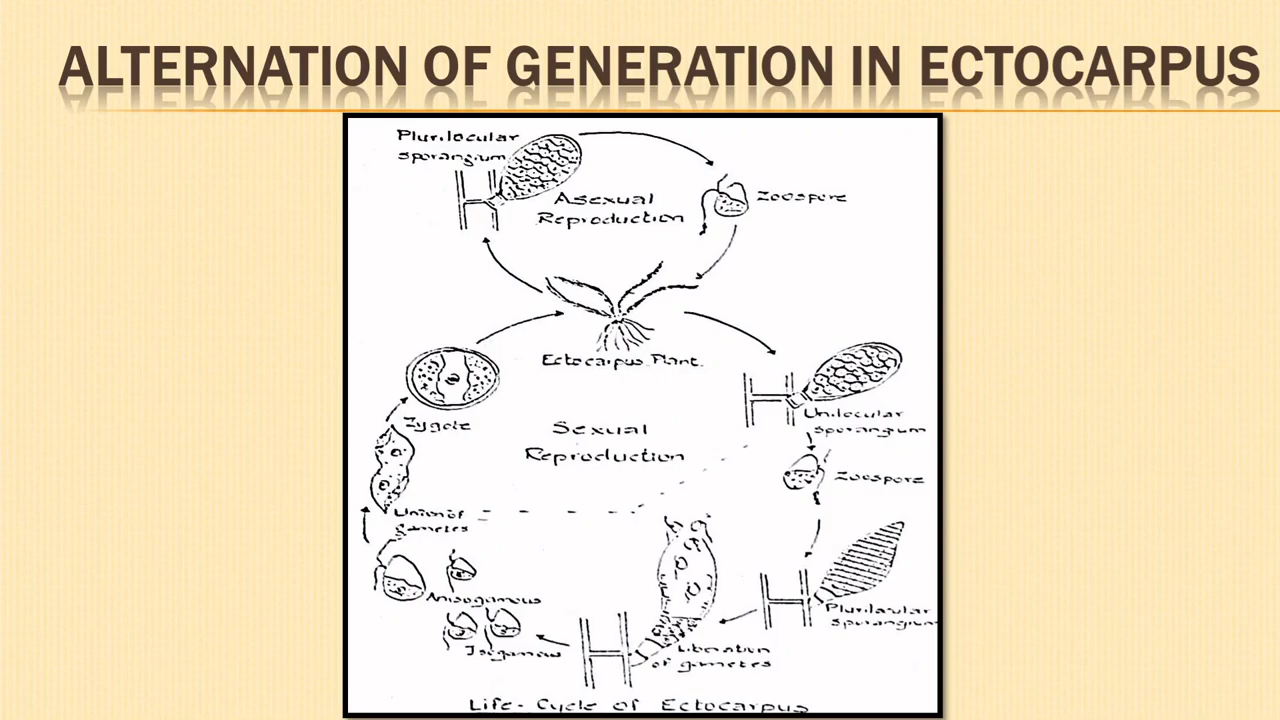 ALTERNATION OF GENERATION IN ECTOCARPUS
Plurilocular
sporangium
Asexual
Reproduction
Zoospore
Ectocarpus Plant.
Zygote
Unilocular
sporangium
Sexual
Reproduction
Zoospore
Union of
gametes
Anisogamous
Plurilocular
sporangium
Isogamous
Liberation
of gametes
Life-Cycle of Ectocarpus